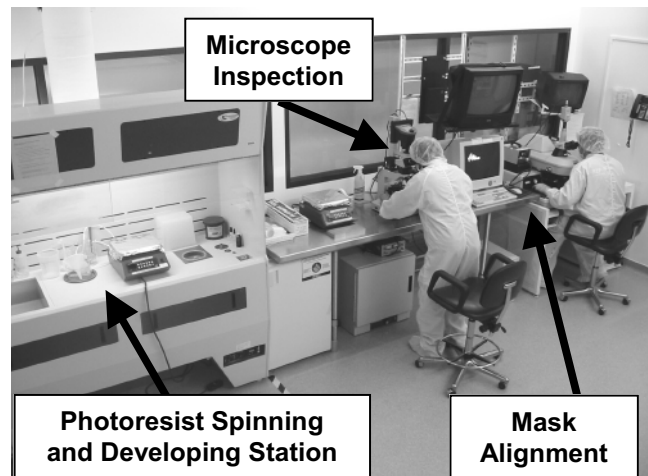 Microscope
Inspection
Photoresist Spinning
and Developing Station
Mask
Alignment